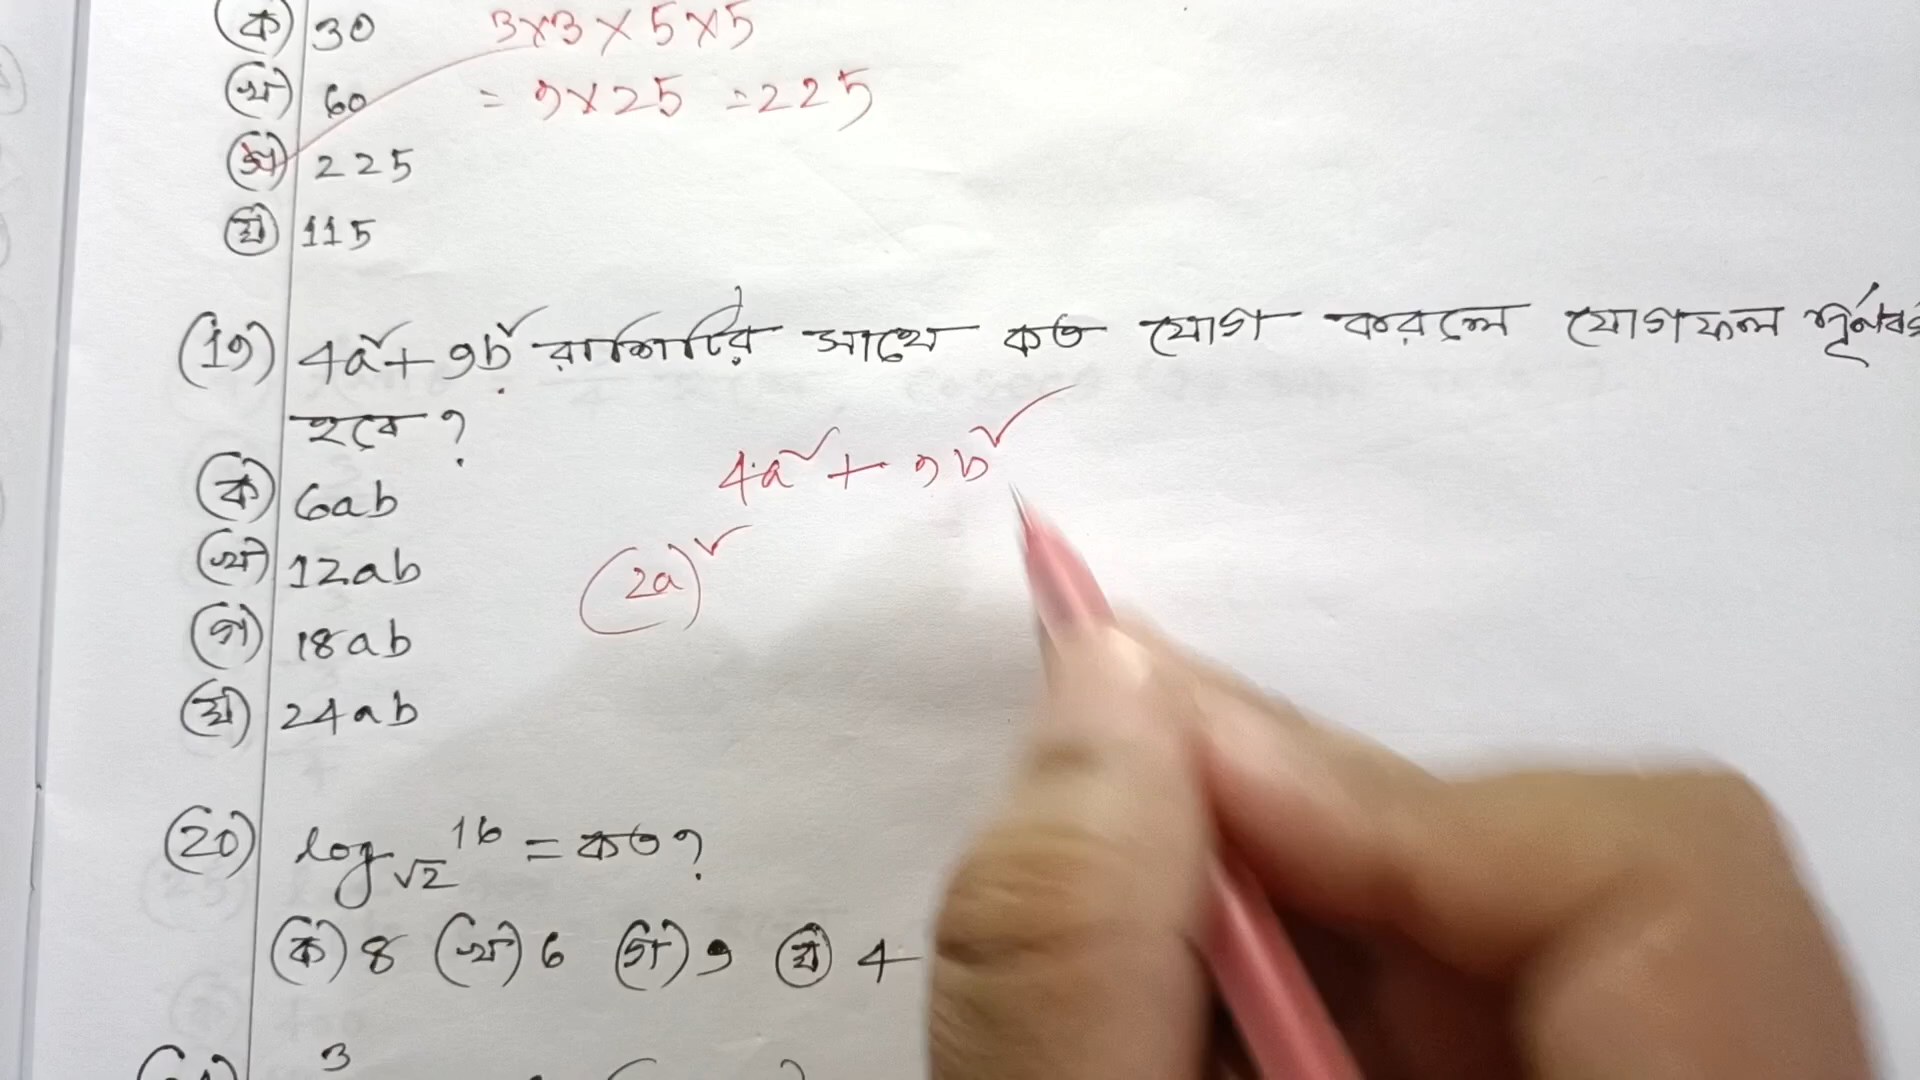 (ক) 30 3×3×5×5
(খ) 60 = 9×25 = 225
(গ) 225
(ঘ) 115
(19) 4a² + 9b² রাশিটির সাথে কত যোগ করলে যোগফল পূর্ণবর্গ
হবে?
4a² + 9b²
(ক) 6ab
(2a)²
(খ) 12ab
(গ) 18ab
(ঘ) 24ab
(20) log√2 16 = কত?
(ক) 8 (খ) 6 (গ) 9 (ঘ) 4
3